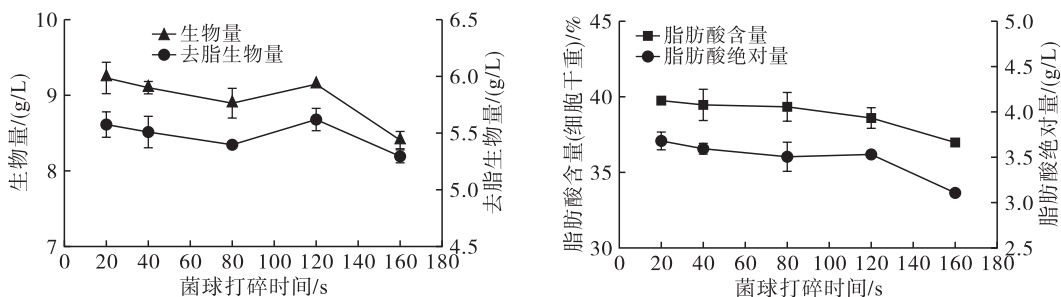 10
9
8
7
生物量/(g/L)
生物量
去脂生物量
6.5
6.0
5.5
5.0
4.5
去脂生物量/(g/L)
0 20 40 60 80 100 120 140 160 180
菌球打碎时间/s
45
40
35
30
脂肪酸含量(细胞干重)/%
脂肪酸含量
脂肪酸绝对量
5.0
4.5
4.0
3.5
3.0
2.5
脂肪酸绝对量/(g/L)
0 20 40 60 80 100 120 140 160 180
菌球打碎时间/s